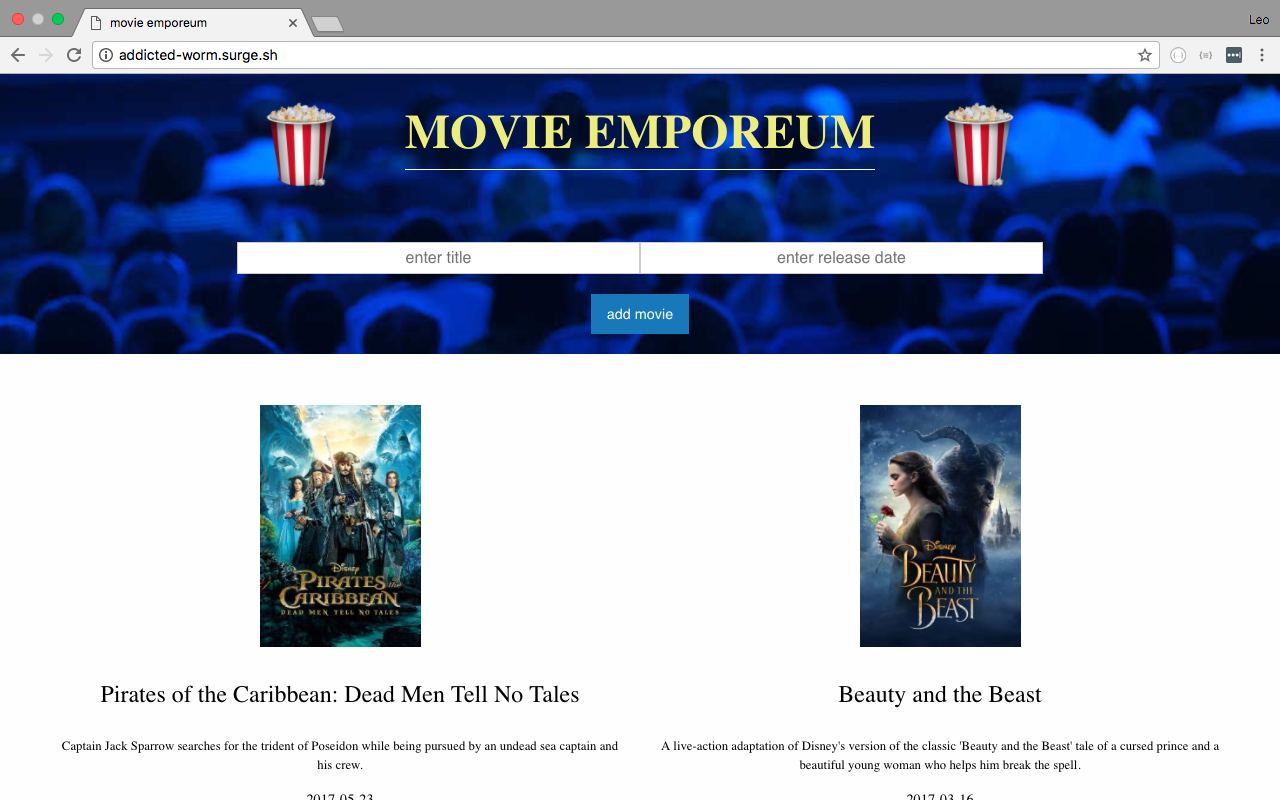 movie emporeum
Leo
addicted-worm.surge.sh
MOVIE EMPOREUM
enter title
enter release date
add movie
Disney
PIRATES of the
CARIBBEAN
DEAD MEN TELL NO TALES
Disney
BEAUTY
AND THE
BEAST
Pirates of the Caribbean: Dead Men Tell No Tales
Captain Jack Sparrow searches for the trident of Poseidon while being pursued by an undead sea captain and
his crew.
2017-05-23
Beauty and the Beast
A live-action adaptation of Disney's version of the classic 'Beauty and the Beast' tale of a cursed prince and a
beautiful young woman who helps him break the spell.
2017-03-16